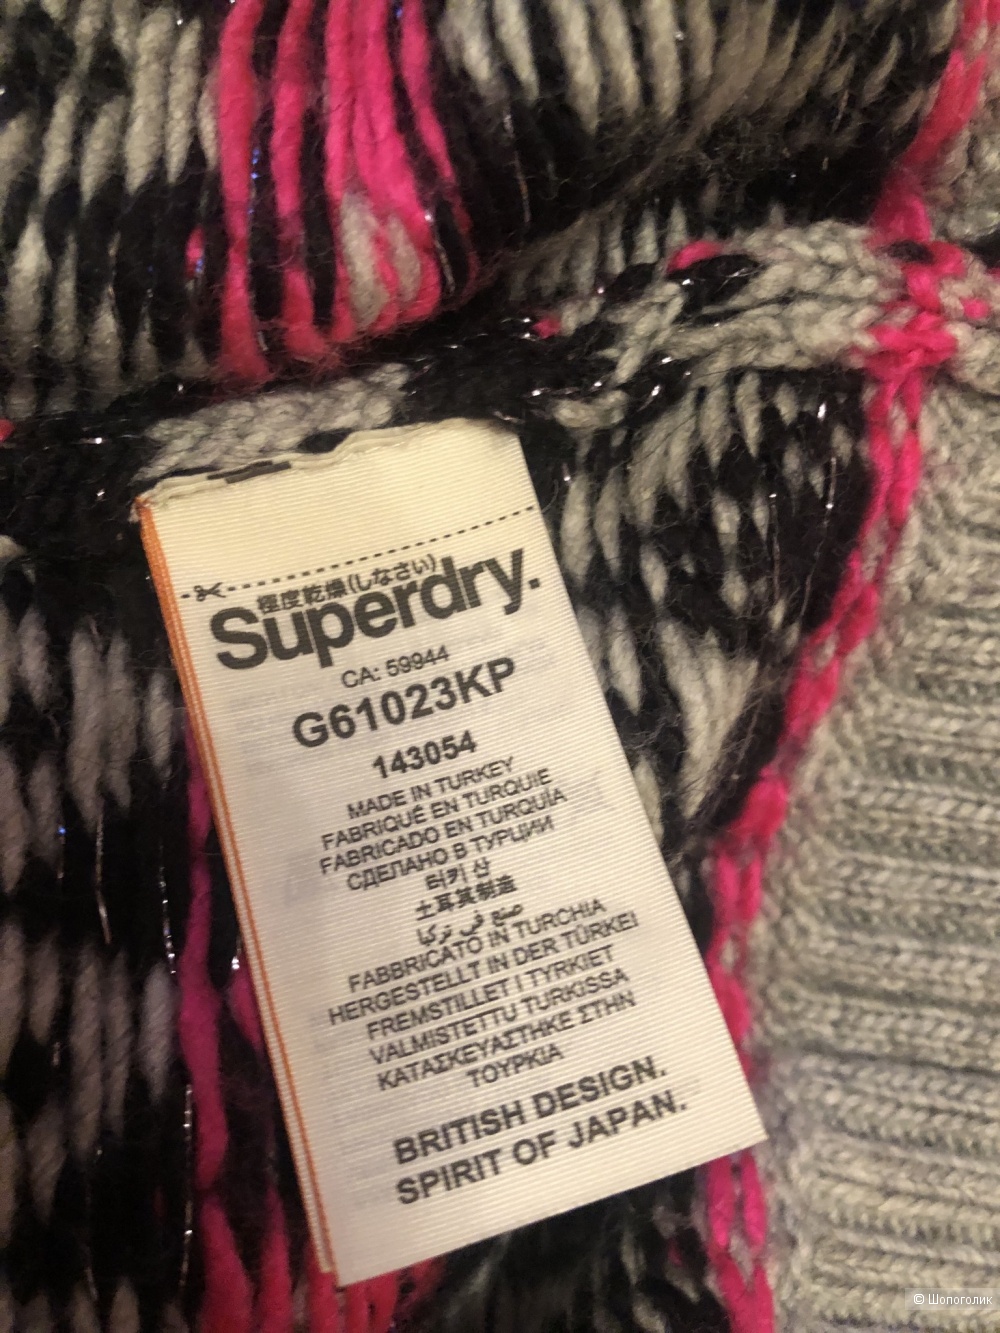 極度乾燥(しなさい)
Superdry.
CA: 59944
G61023KP
143054
MADE IN TURKEY
FABRIQUÉ EN TURQUIE
FABRICADO EN TURQUÍA
СДЕЛАНО В ТУРЦИИ
터키 산
土耳其制造
صنع في تركيا
FABBRICATO IN TURCHIA
HERGESTELLT IN DER TÜRKEI
FREMSTILLET I TYRKIET
VALMISTETTU TURKISSA
ΚΑΤΑΣΚΕΥΑΣΤΗΚΕ ΣΤΗΝ
ΤΟΥΡΚΙΑ
BRITISH DESIGN.
SPIRIT OF JAPAN.
© Шопоголик